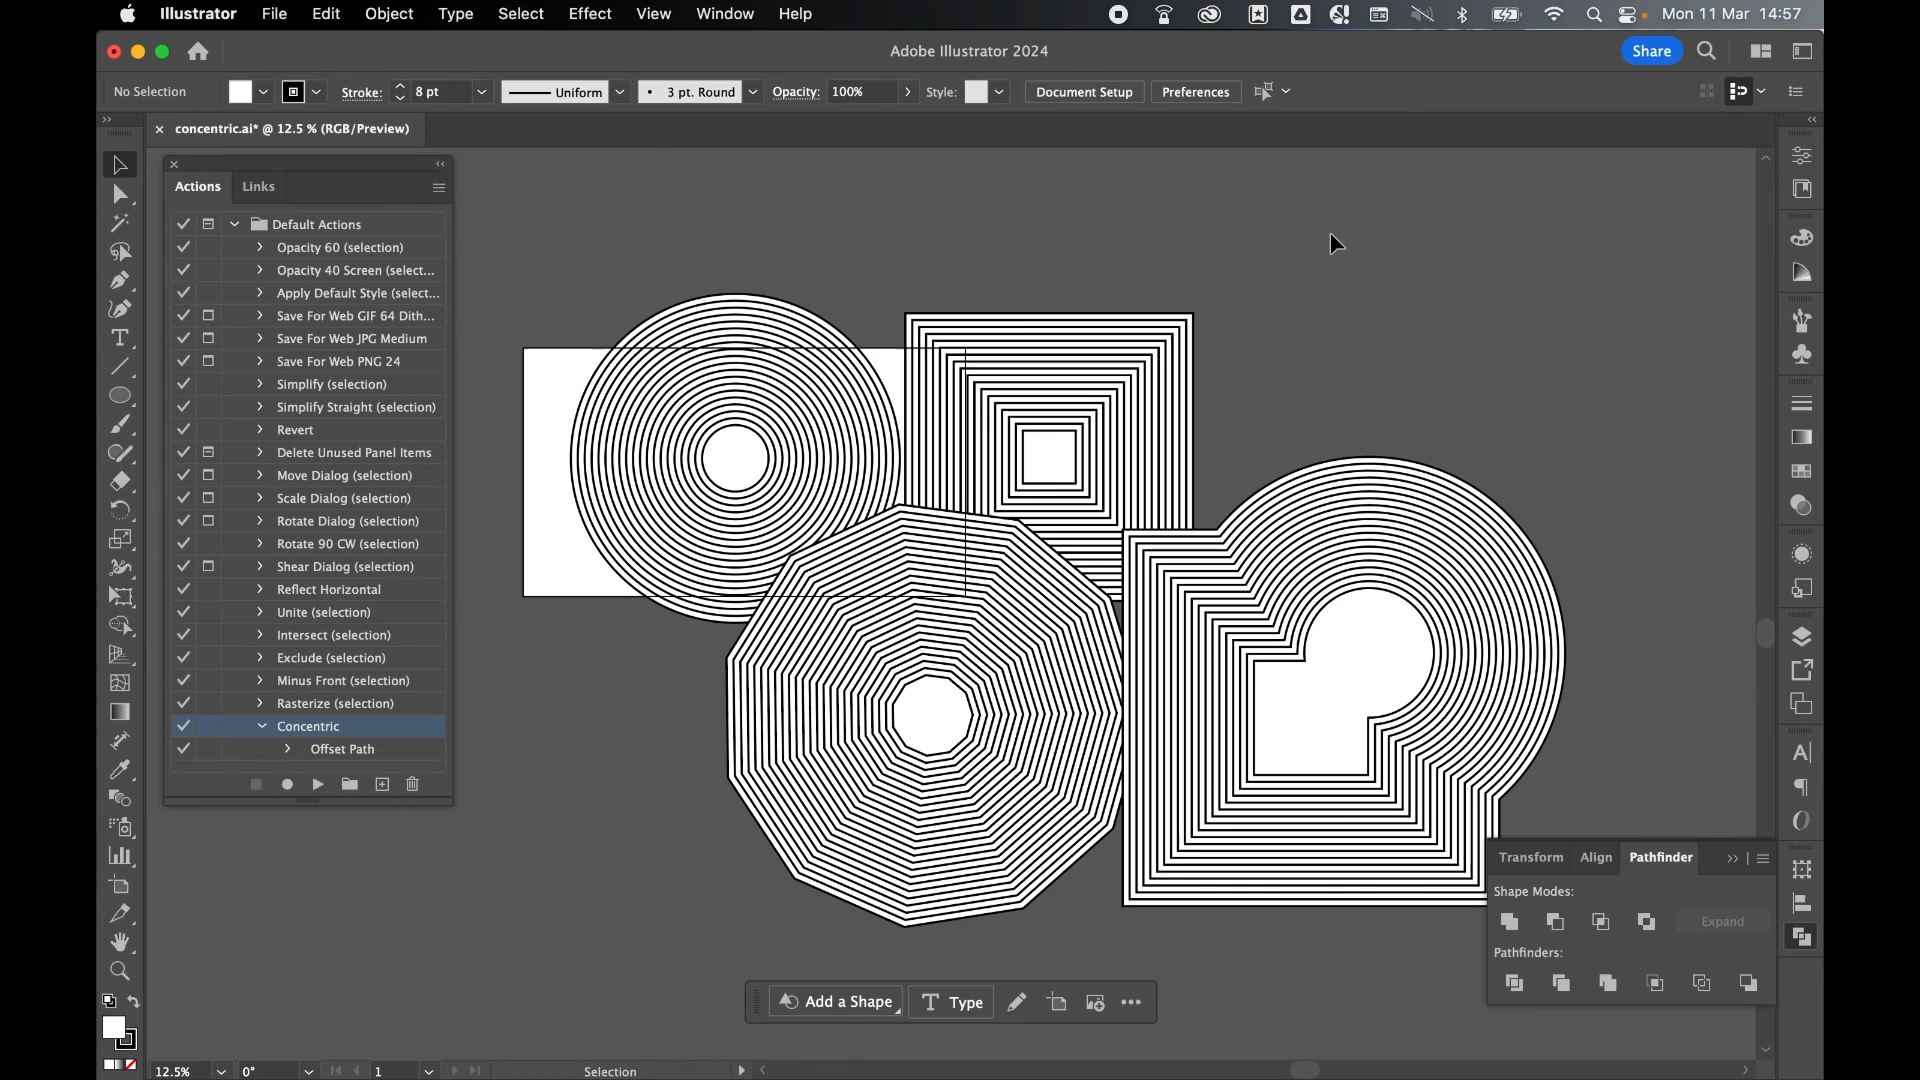 Illustrator File Edit Object Type Select Effect View Window Help Mon 11 Mar 14:57
Adobe Illustrator 2024 Share
No Selection Stroke: 8 pt Uniform 3 pt. Round Opacity: 100% Style: Document Setup Preferences
concentric.ai* @ 12.5 % (RGB/Preview)
Actions Links
Default Actions
Opacity 60 (selection)
Opacity 40 Screen (select...
Apply Default Style (select...
Save For Web GIF 64 Dith...
Save For Web JPG Medium
Save For Web PNG 24
Simplify (selection)
Simplify Straight (selection)
Revert
Delete Unused Panel Items
Move Dialog (selection)
Scale Dialog (selection)
Rotate Dialog (selection)
Rotate 90 CW (selection)
Shear Dialog (selection)
Reflect Horizontal
Unite (selection)
Intersect (selection)
Exclude (selection)
Minus Front (selection)
Rasterize (selection)
Concentric
Offset Path
Transform Align Pathfinder
Shape Modes:
Expand
Pathfinders:
Add a Shape Type
12.5% 0° 1 Selection